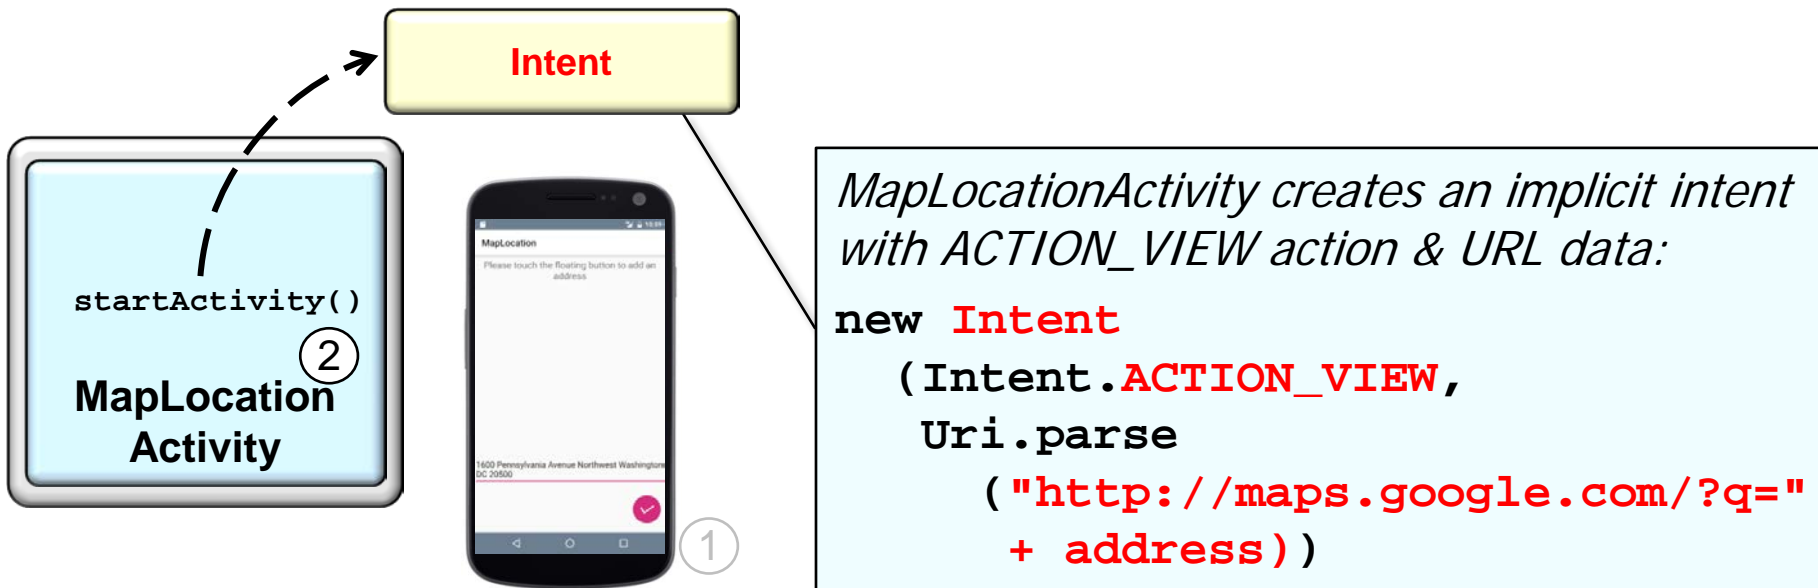 Intent
startActivity()
2
MapLocation
Activity
MapLocation
Please touch the floating button to add an
address
1600 Pennsylvania Avenue Northwest Washington
DC 20500
1
MapLocationActivity creates an implicit intent
with ACTION_VIEW action & URL data:
new Intent
(Intent.ACTION_VIEW,
Uri.parse
("http://maps.google.com/?q="
+ address))